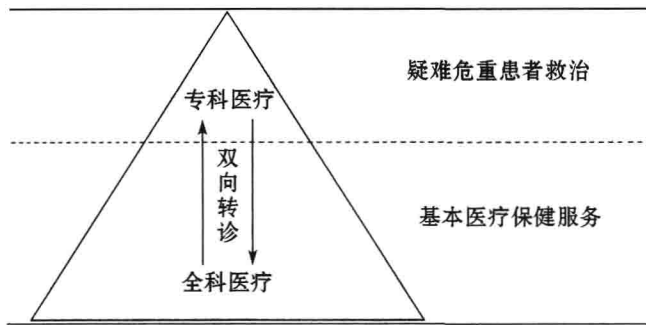 疑难危重患者救治
专科医疗
双向转诊
基本医疗保健服务
全科医疗